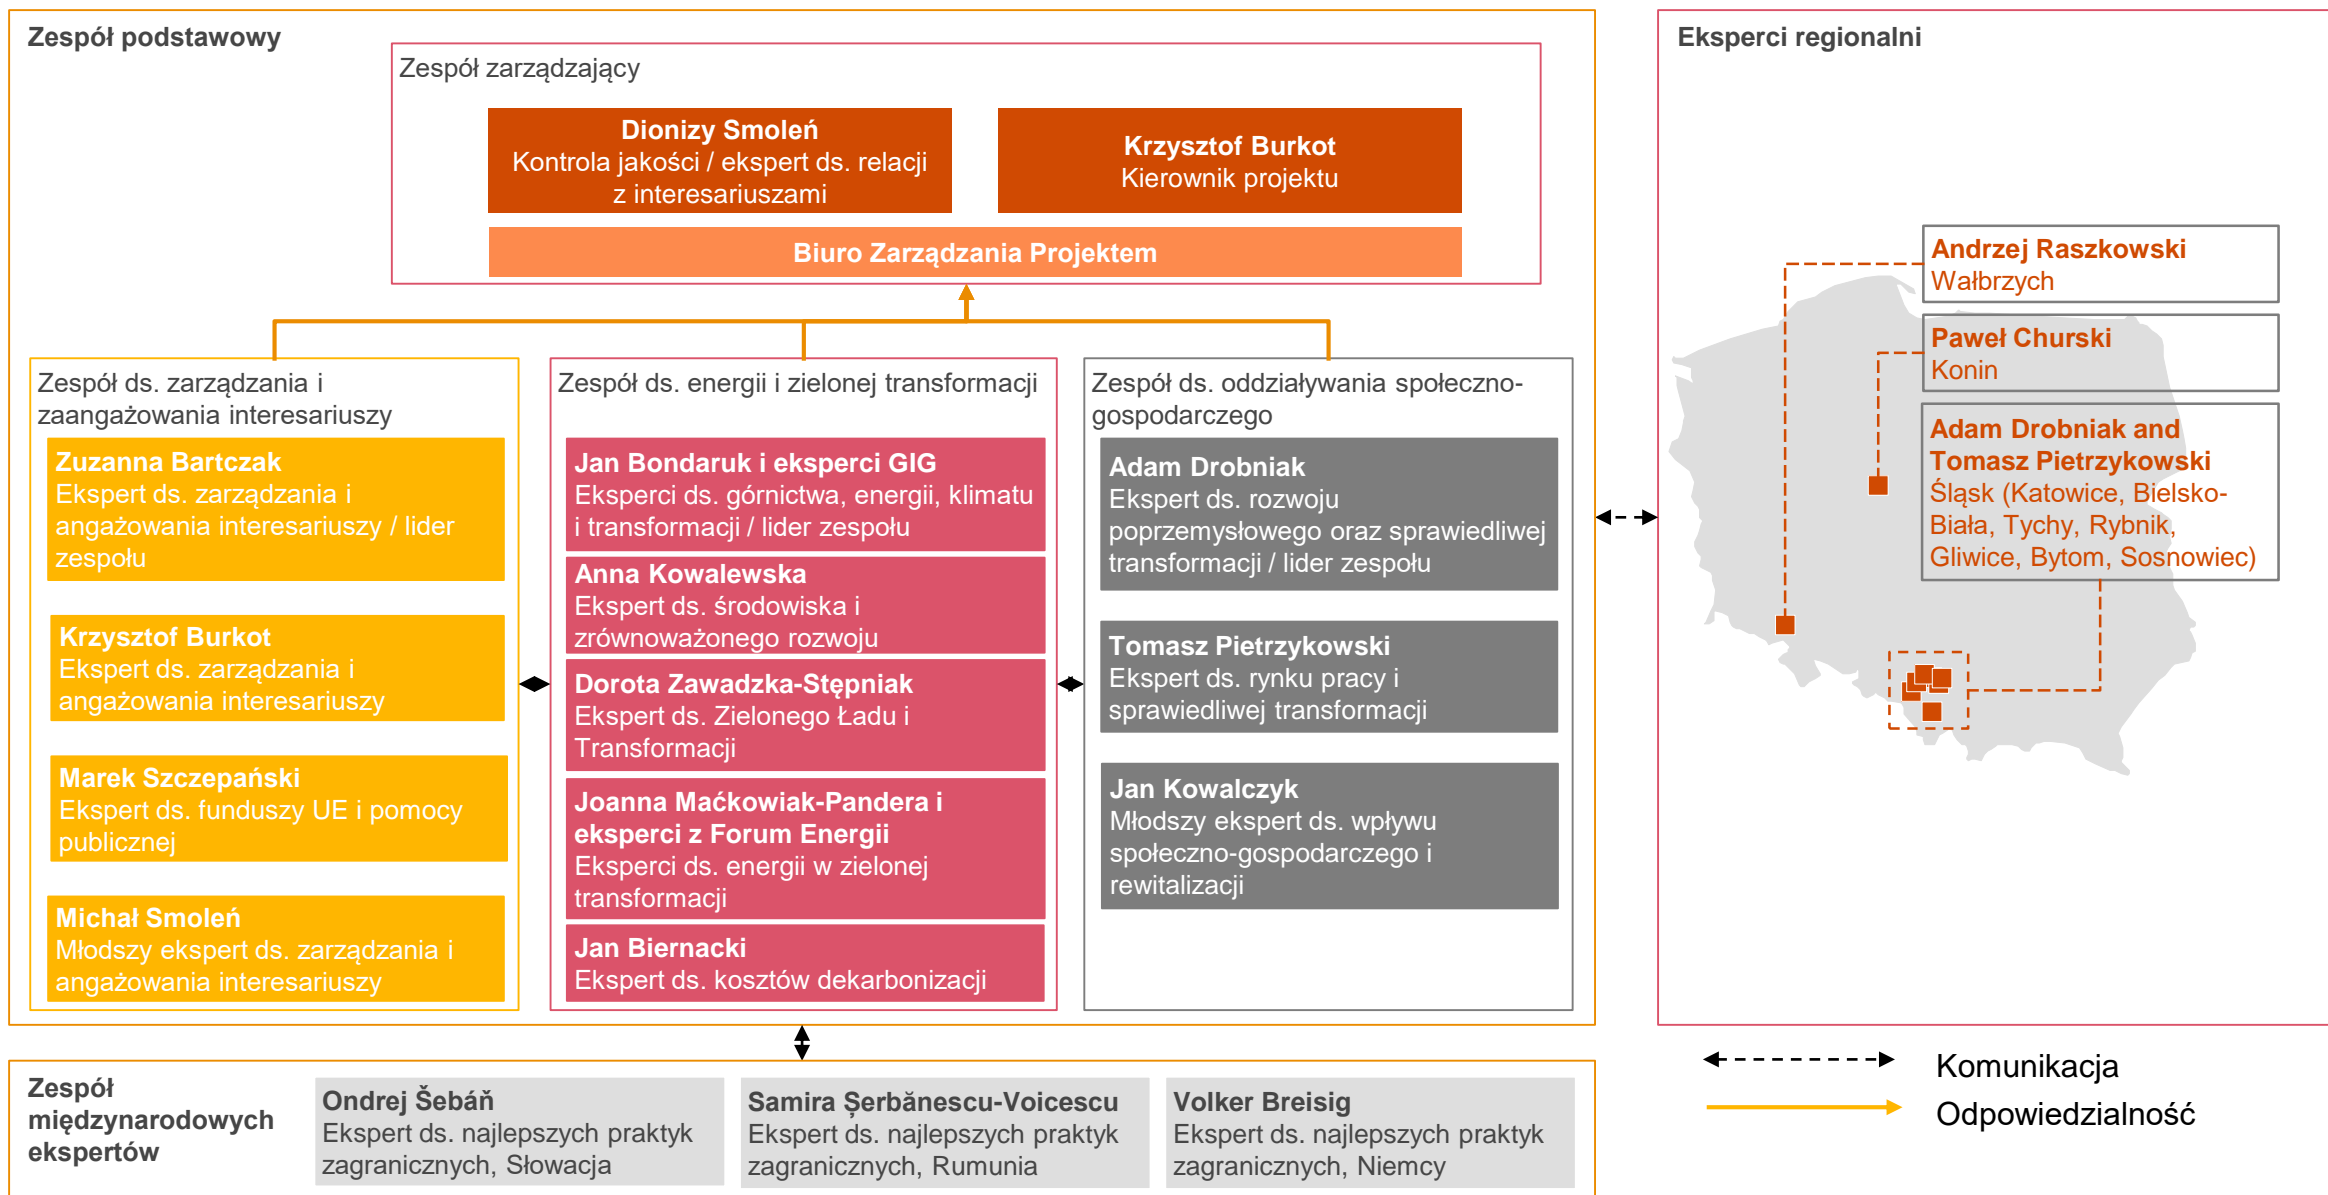 Zespół podstawowy
Zespół zarządzający
Dionizy Smoleń
Kontrola jakości / ekspert ds. relacji
z interesariuszami
Krzysztof Burkot
Kierownik projektu
Biuro Zarządzania Projektem
Zespół ds. zarządzania i
zaangażowania interesariuszy
Zuzanna Bartczak
Ekspert ds. zarządzania i
angażowania interesariuszy / lider
zespołu
Krzysztof Burkot
Ekspert ds. zarządzania i
angażowania interesariuszy
Marek Szczepański
Ekspert ds. funduszy UE i pomocy
publicznej
Michał Smoleń
Młodszy ekspert ds. zarządzania i
angażowania interesariuszy
Zespół ds. energii i zielonej transformacji
Jan Bondaruk i eksperci GIG
Eksperci ds. górnictwa, energii, klimatu
i transformacji / lider zespołu
Anna Kowalewska
Ekspert ds. środowiska i
zrównoważonego rozwoju
Dorota Zawadzka-Stępniak
Ekspert ds. Zielonego Ładu i
Transformacji
Joanna Maćkowiak-Pandera i
eksperci z Forum Energii
Eksperci ds. energii w zielonej
transformacji
Jan Biernacki
Ekspert ds. kosztów dekarbonizacji
Zespół ds. oddziaływania społeczno-
gospodarczego
Adam Drobniak
Ekspert ds. rozwoju
poprzemysłowego oraz sprawiedliwej
transformacji / lider zespołu
Tomasz Pietrzykowski
Ekspert ds. rynku pracy i
sprawiedliwej transformacji
Jan Kowalczyk
Młodszy ekspert ds. wpływu
społeczno-gospodarczego i
rewitalizacji
Eksperci regionalni
Andrzej Raszkowski
Wałbrzych
Paweł Churski
Konin
Adam Drobniak and
Tomasz Pietrzykowski
Śląsk (Katowice, Bielsko-
Biała, Tychy, Rybnik,
Gliwice, Bytom, Sosnowiec)
Komunikacja
Odpowiedzialność
Zespół
międzynarodowych
ekspertów
Ondrej Šebáň
Ekspert ds. najlepszych praktyk
zagranicznych, Słowacja
Samira Șerbănescu-Voicescu
Ekspert ds. najlepszych praktyk
zagranicznych, Rumunia
Volker Breisig
Ekspert ds. najlepszych praktyk
zagranicznych, Niemcy